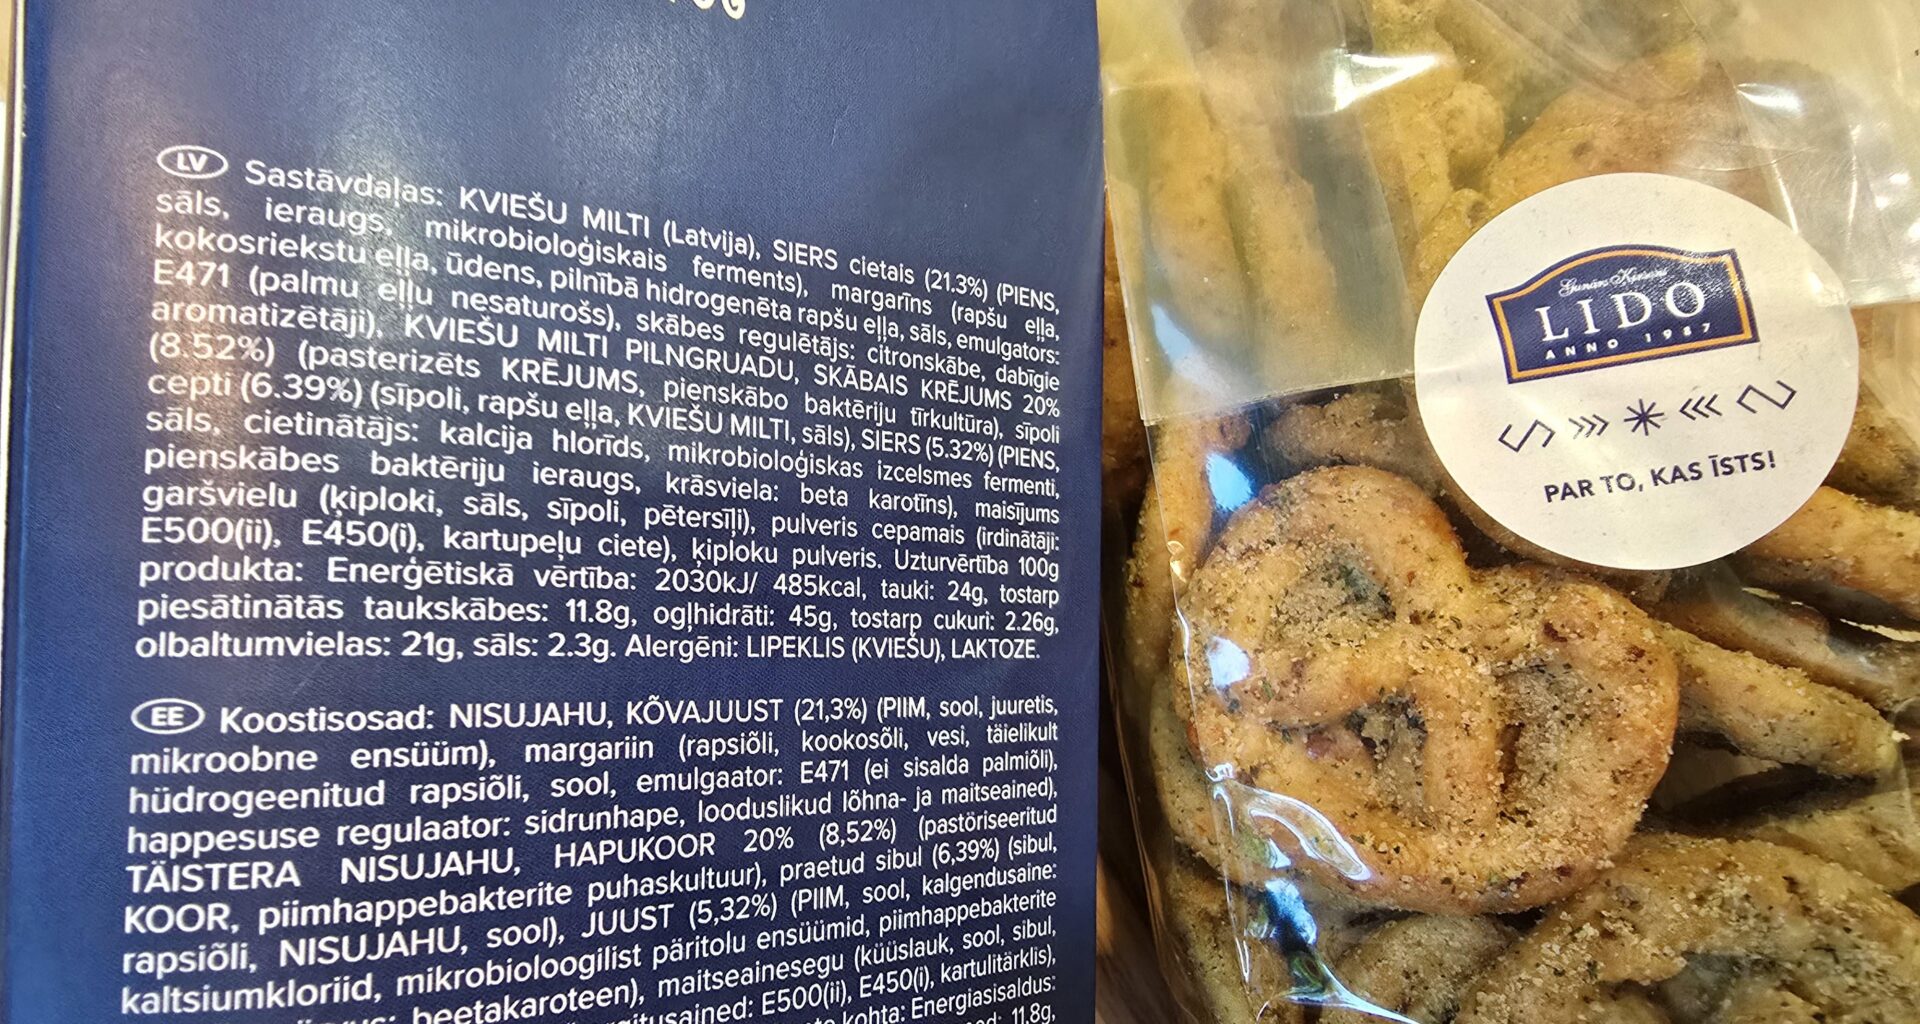 LV Sastāvdaļas: KVIEŠU MILTI (Latvija), SIERS cietais (21.3%) (PIENS,
sāls, ieraugs, mikrobioloģiskais ferments), margarīns (rapšu eļļa,
kokosriekstu eļļa, ūdens, pilnībā hidrogenēta rapšu eļļa, sāls, emulgators:
E471 (palmu eļļu nesaturošs), skābes regulētājs: citronskābe, dabīgie
aromatizētāji), KVIEŠU MILTI PILNGRUADU, SKĀBAIS KRĒJUMS 20%
(8.52%) (pasterizēts KRĒJUMS, pienskābo baktēriju tīrkultūra), sīpoli
cepti (6.39%) (sīpoli, rapšu eļļa, KVIEŠU MILTI, sāls), SIERS (5.32%) (PIENS,
sāls, cietinātājs: kalcija hlorīds, mikrobioloģiskas izcelsmes fermenti,
pienskābes baktēriju ieraugs, krāsviela: beta karotīns), maisījums
garšvielu (ķiploki, sāls, sīpoli, pētersīļi), pulveris cepamais (irdinātāji:
E500(ii), E450(i), kartupeļu ciete), ķiploku pulveris. Uzturvērtība 100g
produkta: Enerģētiskā vērtība: 2030kJ/ 485kcal, tauki: 24g, tostarp
piesātinātās taukskābes: 11.8g, ogļhidrāti: 45g, tostarp cukuri: 2.26g,
olbaltumvielas: 21g, sāls: 2.3g. Alergēni: LIPEKLIS (KVIEŠU), LAKTOZE.
EE Koostisosad: NISUJAHU, KÕVAJUUST (21,3%) (PIIM, sool, juuretis,
mikroobne ensüüm), margariin (rapsiõli, kookosõli, vesi, täielikult
hüdrogeenitud rapsiõli, sool, emulgaator: E471 (ei sisalda palmiõli),
happesuse regulaator: sidrunhape, looduslikud lõhna- ja maitseained),
TÄISTERA NISUJAHU, HAPUKOOR 20% (8,52%) (pastöriseeritud
KOOR, piimhappebakterite puhaskultuur), praetud sibul (6,39%) (sibul,
rapsiõli, NISUJAHU, sool), JUUST (5,32%) (PIIM, sool, kalgendusaine:
kaltsiumkloriid, mikrobioloogilist päritolu ensüümid, piimhappebakterite
beetakaroteen), maitseainesegu (küüslauk, sool, sibul,
E500(ii), E450(i), kartulitärklis),
kohta: Energiasisaldus:
11,8g,
Gunārs Ķirsons
LIDO
ANNO 1987
PAR TO, KAS ĪSTS!